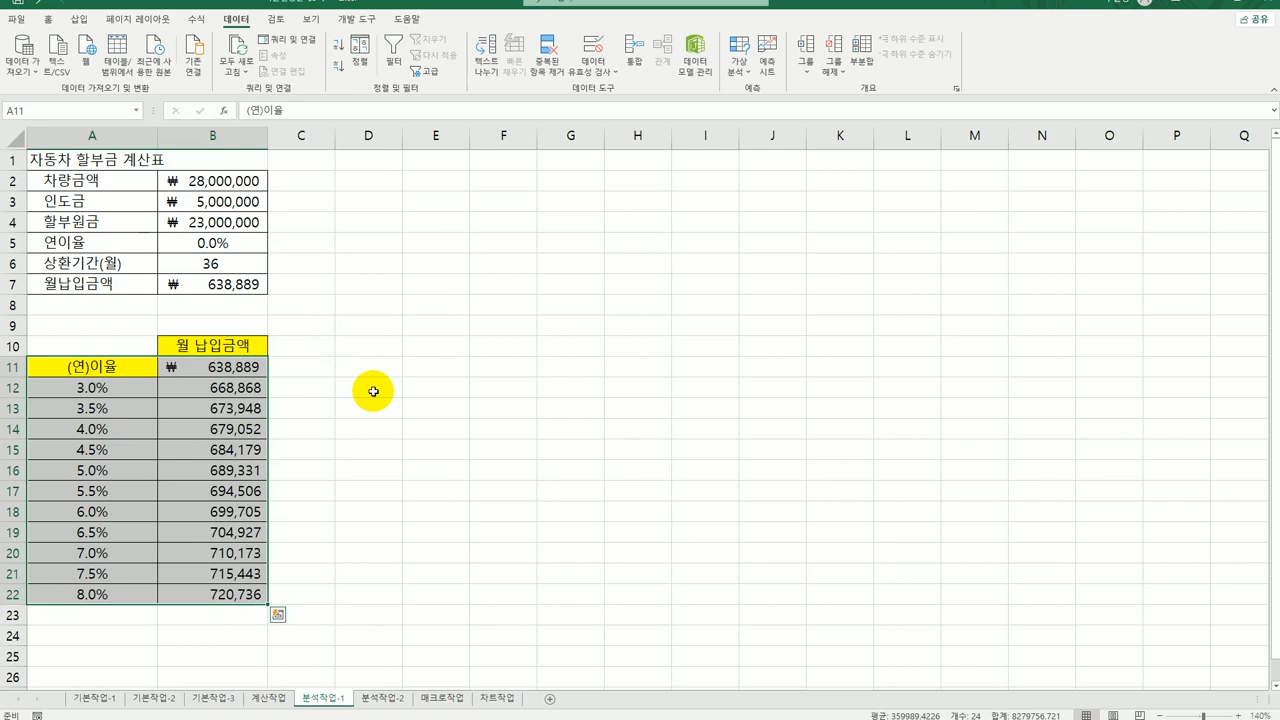 파일 홈 삽입 페이지 레이아웃 수식 데이터 검토 보기 개발 도구 도움말 공유
데이터 가져오기 텍스트/CSV 웹 테이블/범위에서 최근에 사용한 원본 기존 연결 모두 새로 고침 쿼리 및 연결 속성 연결 편집 정렬 필터 지우기 다시 적용 고급 텍스트 나누기 빠른 채우기 중복된 항목 제거 데이터 유효성 검사 통합 관계 데이터 모델 관리 가상 분석 예측 시트 그룹 그룹 해제 부분합 하위 수준 표시 하위 수준 숨기기
데이터 가져오기 및 변환 쿼리 및 연결 정렬 및 필터 데이터 도구 예측 개요
A11 fx (연)이율
A B C D E F G H I J K L M N O P Q
1 자동차 할부금 계산표
2 차량금액 ₩ 28,000,000
3 인도금 ₩ 5,000,000
4 할부원금 ₩ 23,000,000
5 연이율 0.0%
6 상환기간(월) 36
7 월납입금액 ₩ 638,889
8
9
10 월 납입금액
11 (연)이율 ₩ 638,889
12 3.0% 668,868
13 3.5% 673,948
14 4.0% 679,052
15 4.5% 684,179
16 5.0% 689,331
17 5.5% 694,506
18 6.0% 699,705
19 6.5% 704,927
20 7.0% 710,173
21 7.5% 715,443
22 8.0% 720,736
23
24
25
26
기본작업-1 기본작업-2 기본작업-3 계산작업 분석작업-1 분석작업-2 매크로작업 차트작업
준비 평균: 359989.4226 개수: 24 합계: 8279756.721 140%